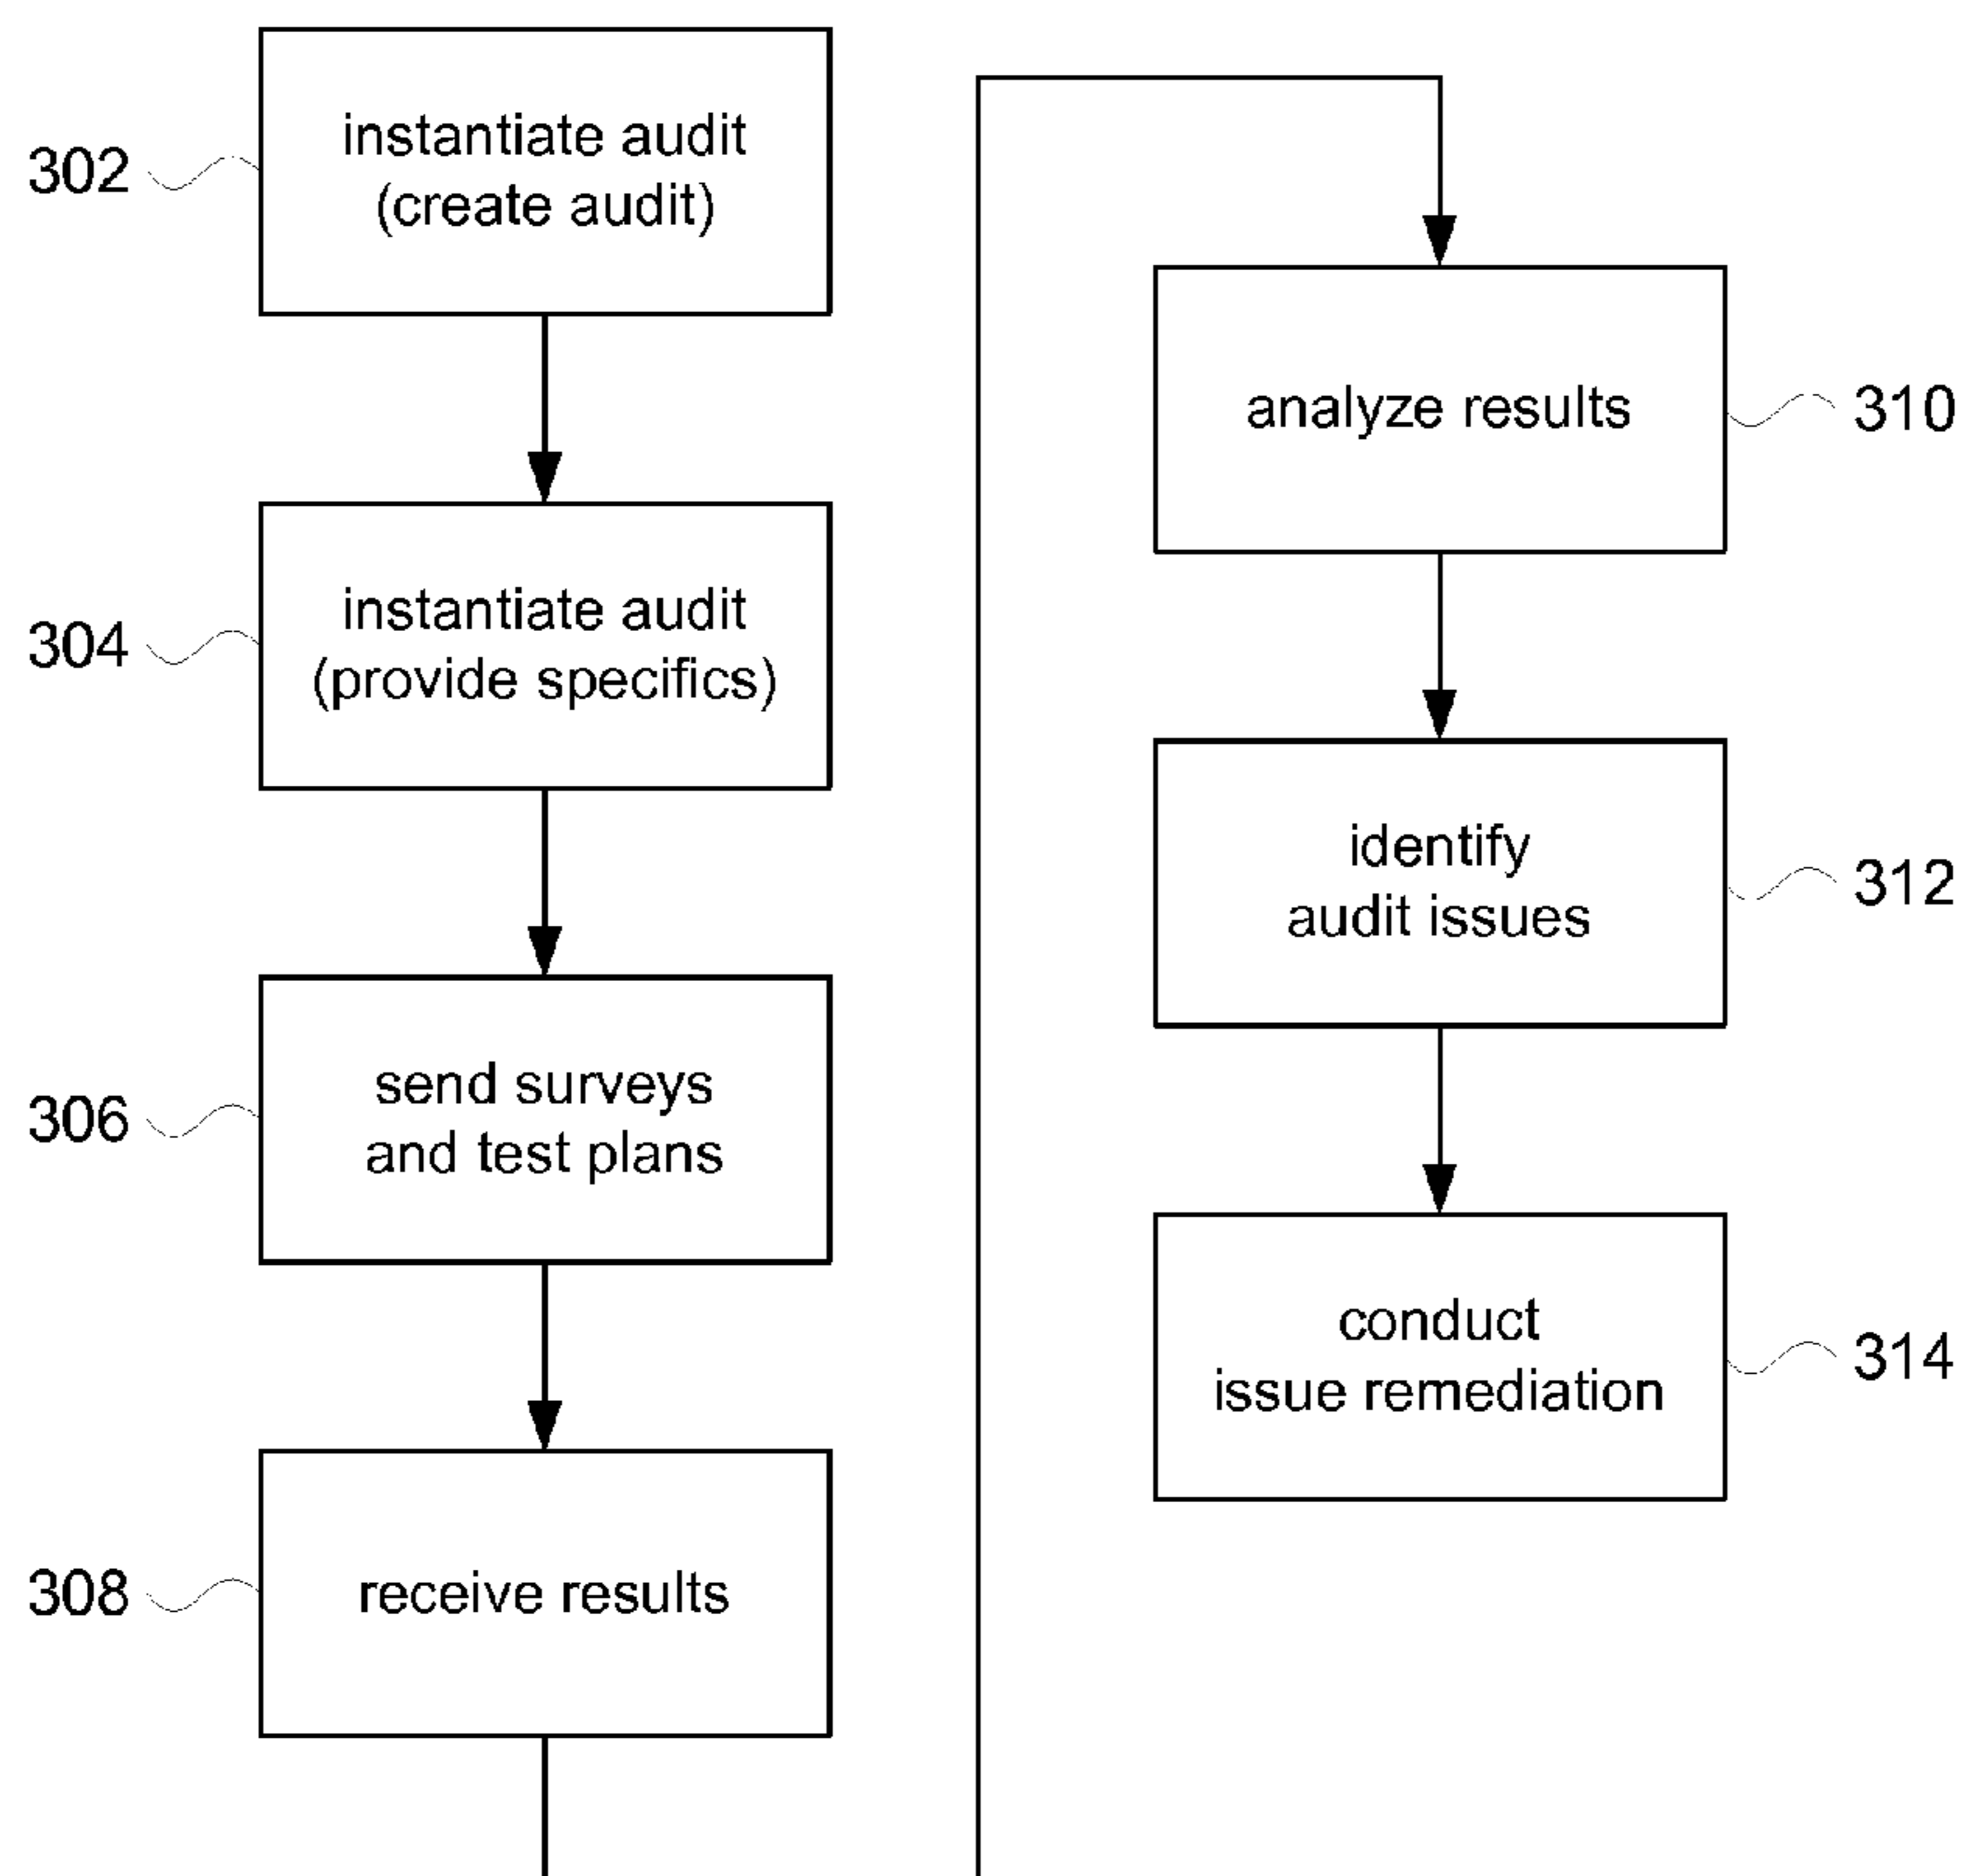 302
instantiate audit
(create audit)
304
instantiate audit
(provide specifics)
306
send surveys
and test plans
308
receive results
analyze results
310
identify
audit issues
312
conduct
issue remediation
314